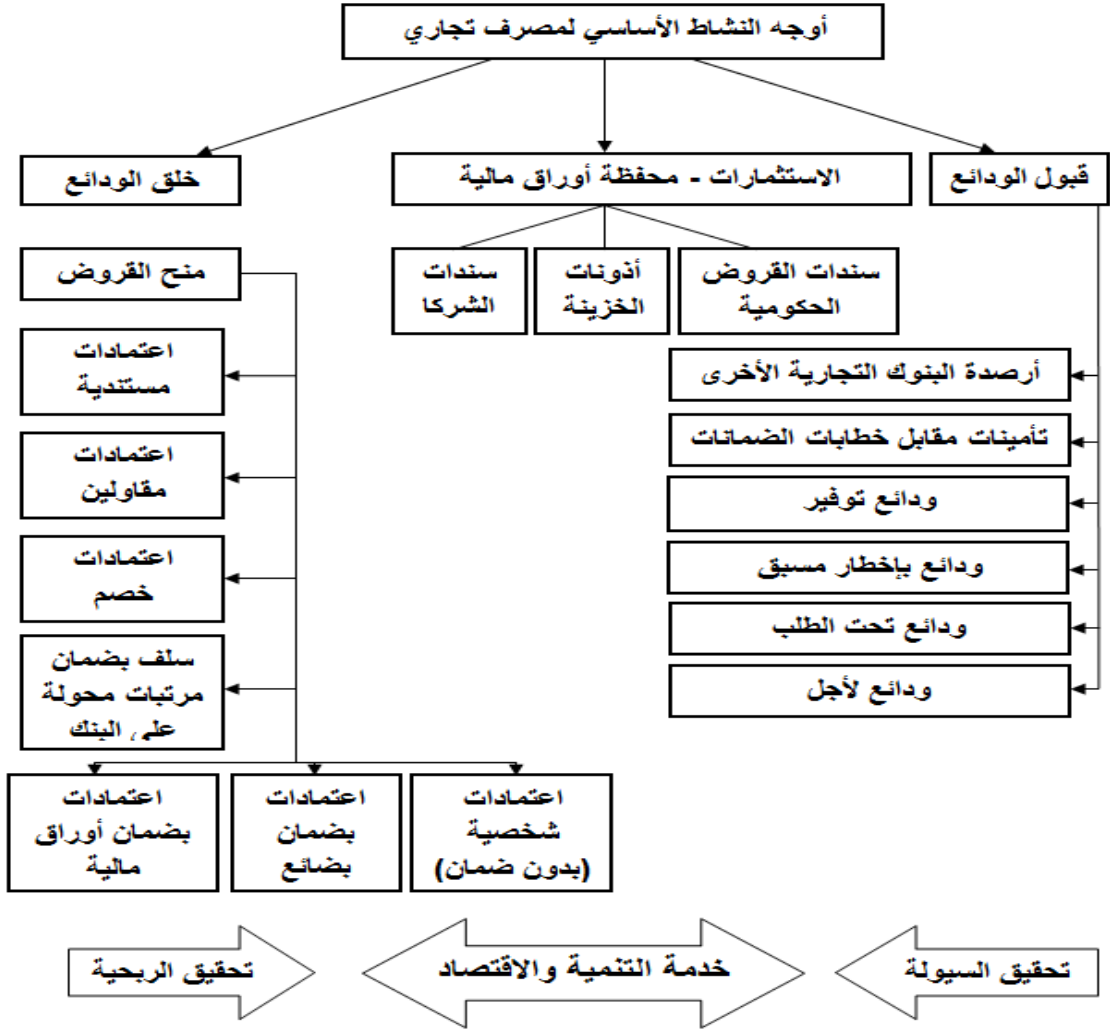 أوجه النشاط الأساسي لمصرف تجاري
قبول الودائع
الاستثمارات - محفظة أوراق مالية
خلق الودائع
سندات القروض
الحكومية
أذونات
الخزينة
سندات
الشركا
أرصدة البنوك التجارية الأخرى
تأمينات مقابل خطابات الضمانات
ودائع توفير
ودائع بإخطار مسبق
ودائع تحت الطلب
ودائع لأجل
منح القروض
اعتمادات
مستندية
اعتمادات
مقاولين
اعتمادات
خصم
سلف بضمان
مرتبات محولة
على البنك
اعتمادات
شخصية
(بدون ضمان)
اعتمادات
بضمان
بضائع
اعتمادات
بضمان أوراق
مالية
تحقيق السيولة
خدمة التنمية والاقتصاد
تحقيق الربحية